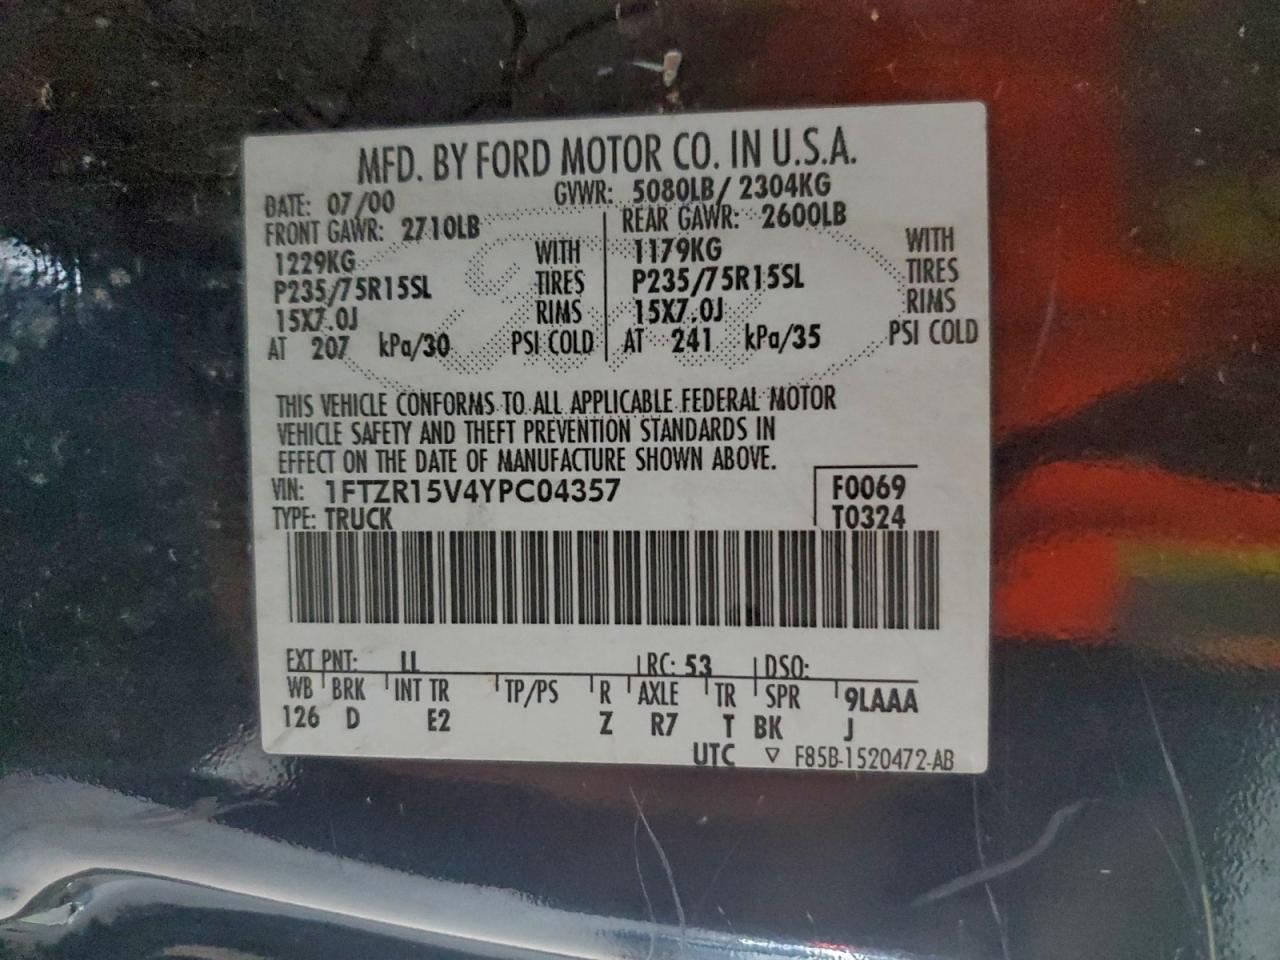 MFD. BY FORD MOTOR CO. IN U.S.A.
DATE: 07/00 GVWR: 5080LB/ 2304KG
FRONT GAWR: 2710LB REAR GAWR: 2600LB
1229KG WITH 1179KG WITH
P235/75R15SL TIRES P235/75R15SL TIRES
15X7.0J RIMS 15X7.0J RIMS
AT 207 kPa/30 PSI COLD AT 241 kPa/35 PSI COLD
THIS VEHICLE CONFORMS TO ALL APPLICABLE FEDERAL MOTOR
VEHICLE SAFETY AND THEFT PREVENTION STANDARDS IN
EFFECT ON THE DATE OF MANUFACTURE SHOWN ABOVE.
VIN: 1FTZR15V4YPC04357 F0069
TYPE: TRUCK T0324
EXT PNT: LL RC: 53 DSO:
WB BRK INT TR TP/PS R AXLE TR SPR 9LAAA
126 D E2 Z R7 T BK J
UTC ▽ F85B-1520472-AB